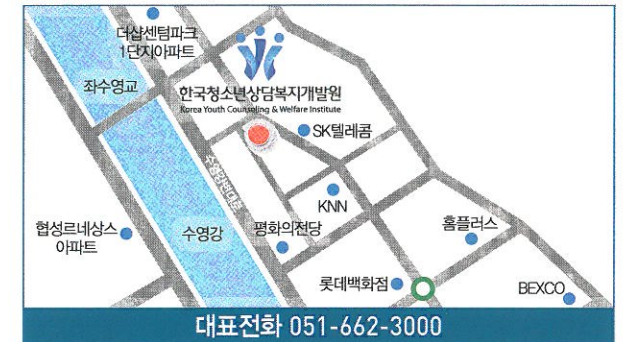 더샵센텀파크
1단지아파트
좌수영교
한국청소년상담복지개발원
Korea Youth Counseling & Welfare Institute
SK텔레콤
수영강변대로
KNN
협성르네상스
아파트
수영강
평화의전당
홈플러스
롯데백화점
BEXCO
대표전화 051-662-3000